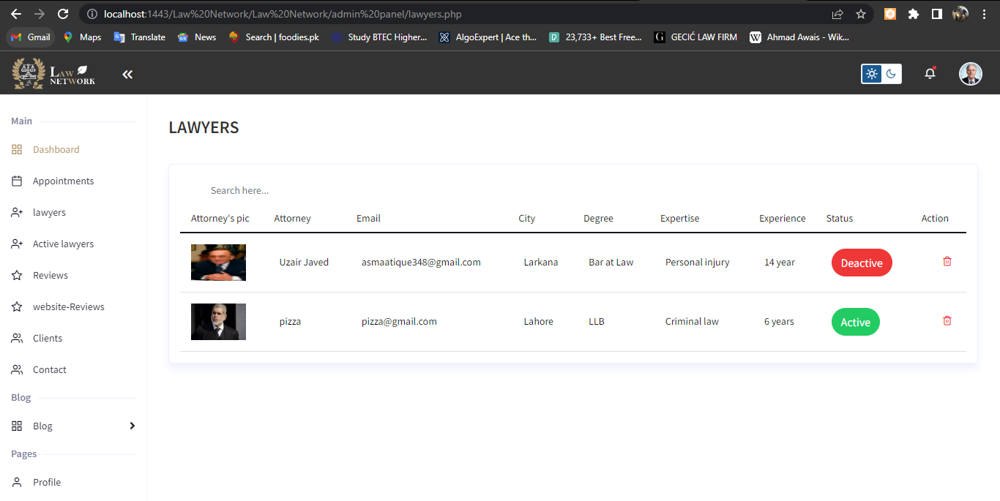 localhost:1443/Law%20Network/Law%20Network/admin%20panel/lawyers.php
Gmail Maps Translate News Search | foodies.pk Study BTEC Higher... AlgoExpert | Ace th... 23,733+ Best Free... GECIĆ LAW FIRM Ahmad Awais - Wik...
LAW
NETWORK
Main
Dashboard
Appointments
lawyers
Active lawyers
Reviews
website-Reviews
Clients
Contact
Blog
Blog
Pages
Profile
LAWYERS
Search here...
Attorney's pic Attorney Email City Degree Expertise Experience Status Action
Uzair Javed asmaatique348@gmail.com Larkana Bar at Law Personal injury 14 year Deactive
pizza pizza@gmail.com Lahore LLB Criminal law 6 years Active